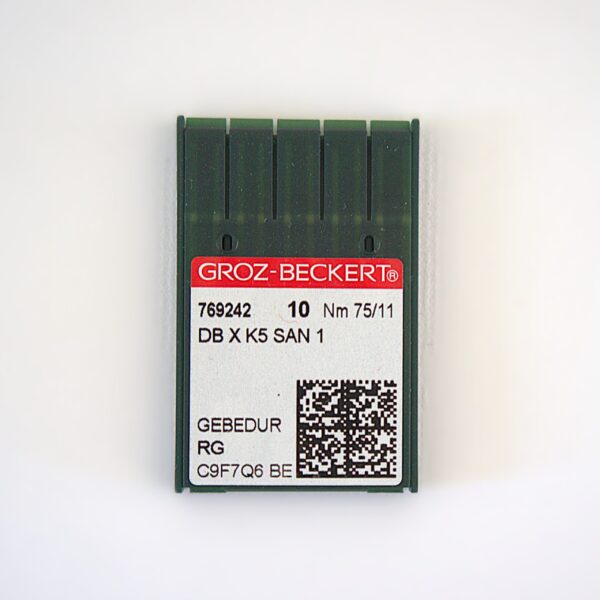 GROZ-BECKERT®
769242 10 Nm 75/11
DB X K5 SAN 1
GEBEDUR
RG
C9F7Q6 BE